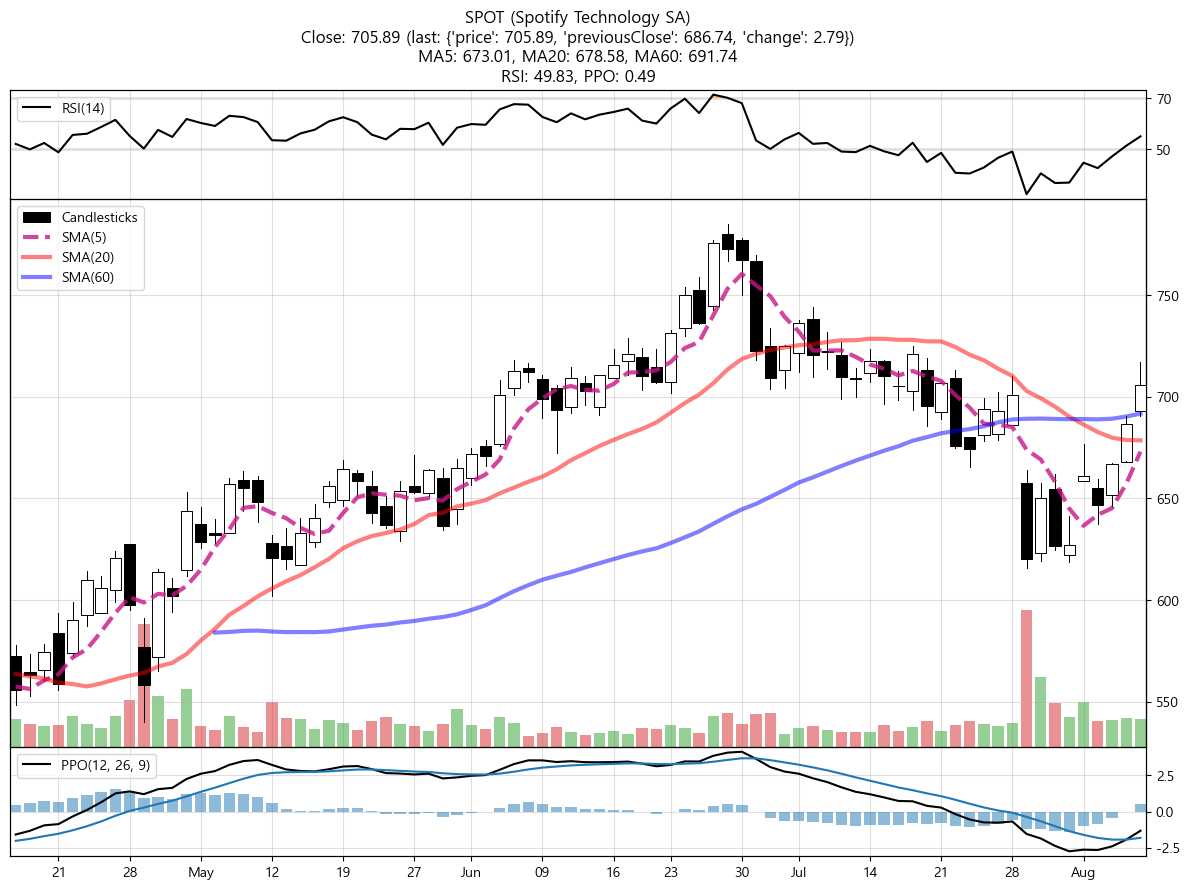 SPOT (Spotify Technology SA)
Close: 705.89 (last: {'price': 705.89, 'previousClose': 686.74, 'change': 2.79})
MA5: 673.01, MA20: 678.58, MA60: 691.74
RSI: 49.83, PPO: 0.49
RSI(14)
70
50
Candlesticks
SMA(5)
SMA(20)
SMA(60)
750
700
650
600
550
PPO(12, 26, 9)
2.5
0.0
-2.5
21 28 May 12 19 27 Jun 09 16 23 30 Jul 14 21 28 Aug